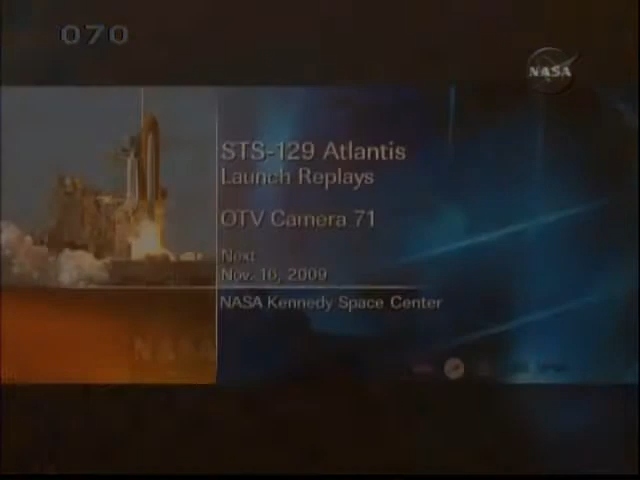 070
NASA
STS-129 Atlantis
Launch Replays
OTV Camera 71
Next
Nov. 16, 2009
NASA Kennedy Space Center
NASA